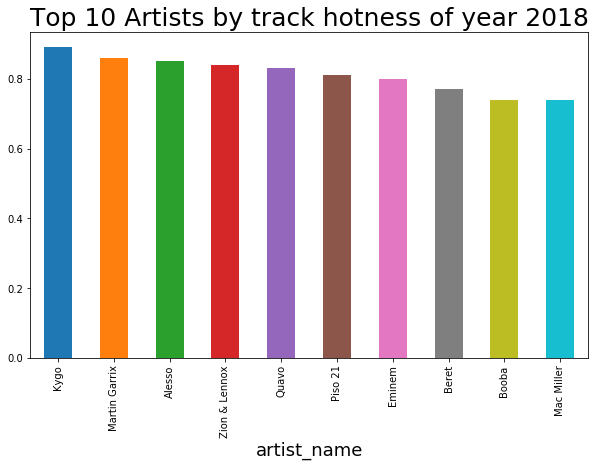 Top 10 Artists by track hotness of year 2018
0.8
0.6
0.4
0.2
0.0
Kygo
Martin Garrix
Alesso
Zion & Lennox
Quavo
Piso 21
Eminem
Beret
Booba
Mac Miller
artist_name